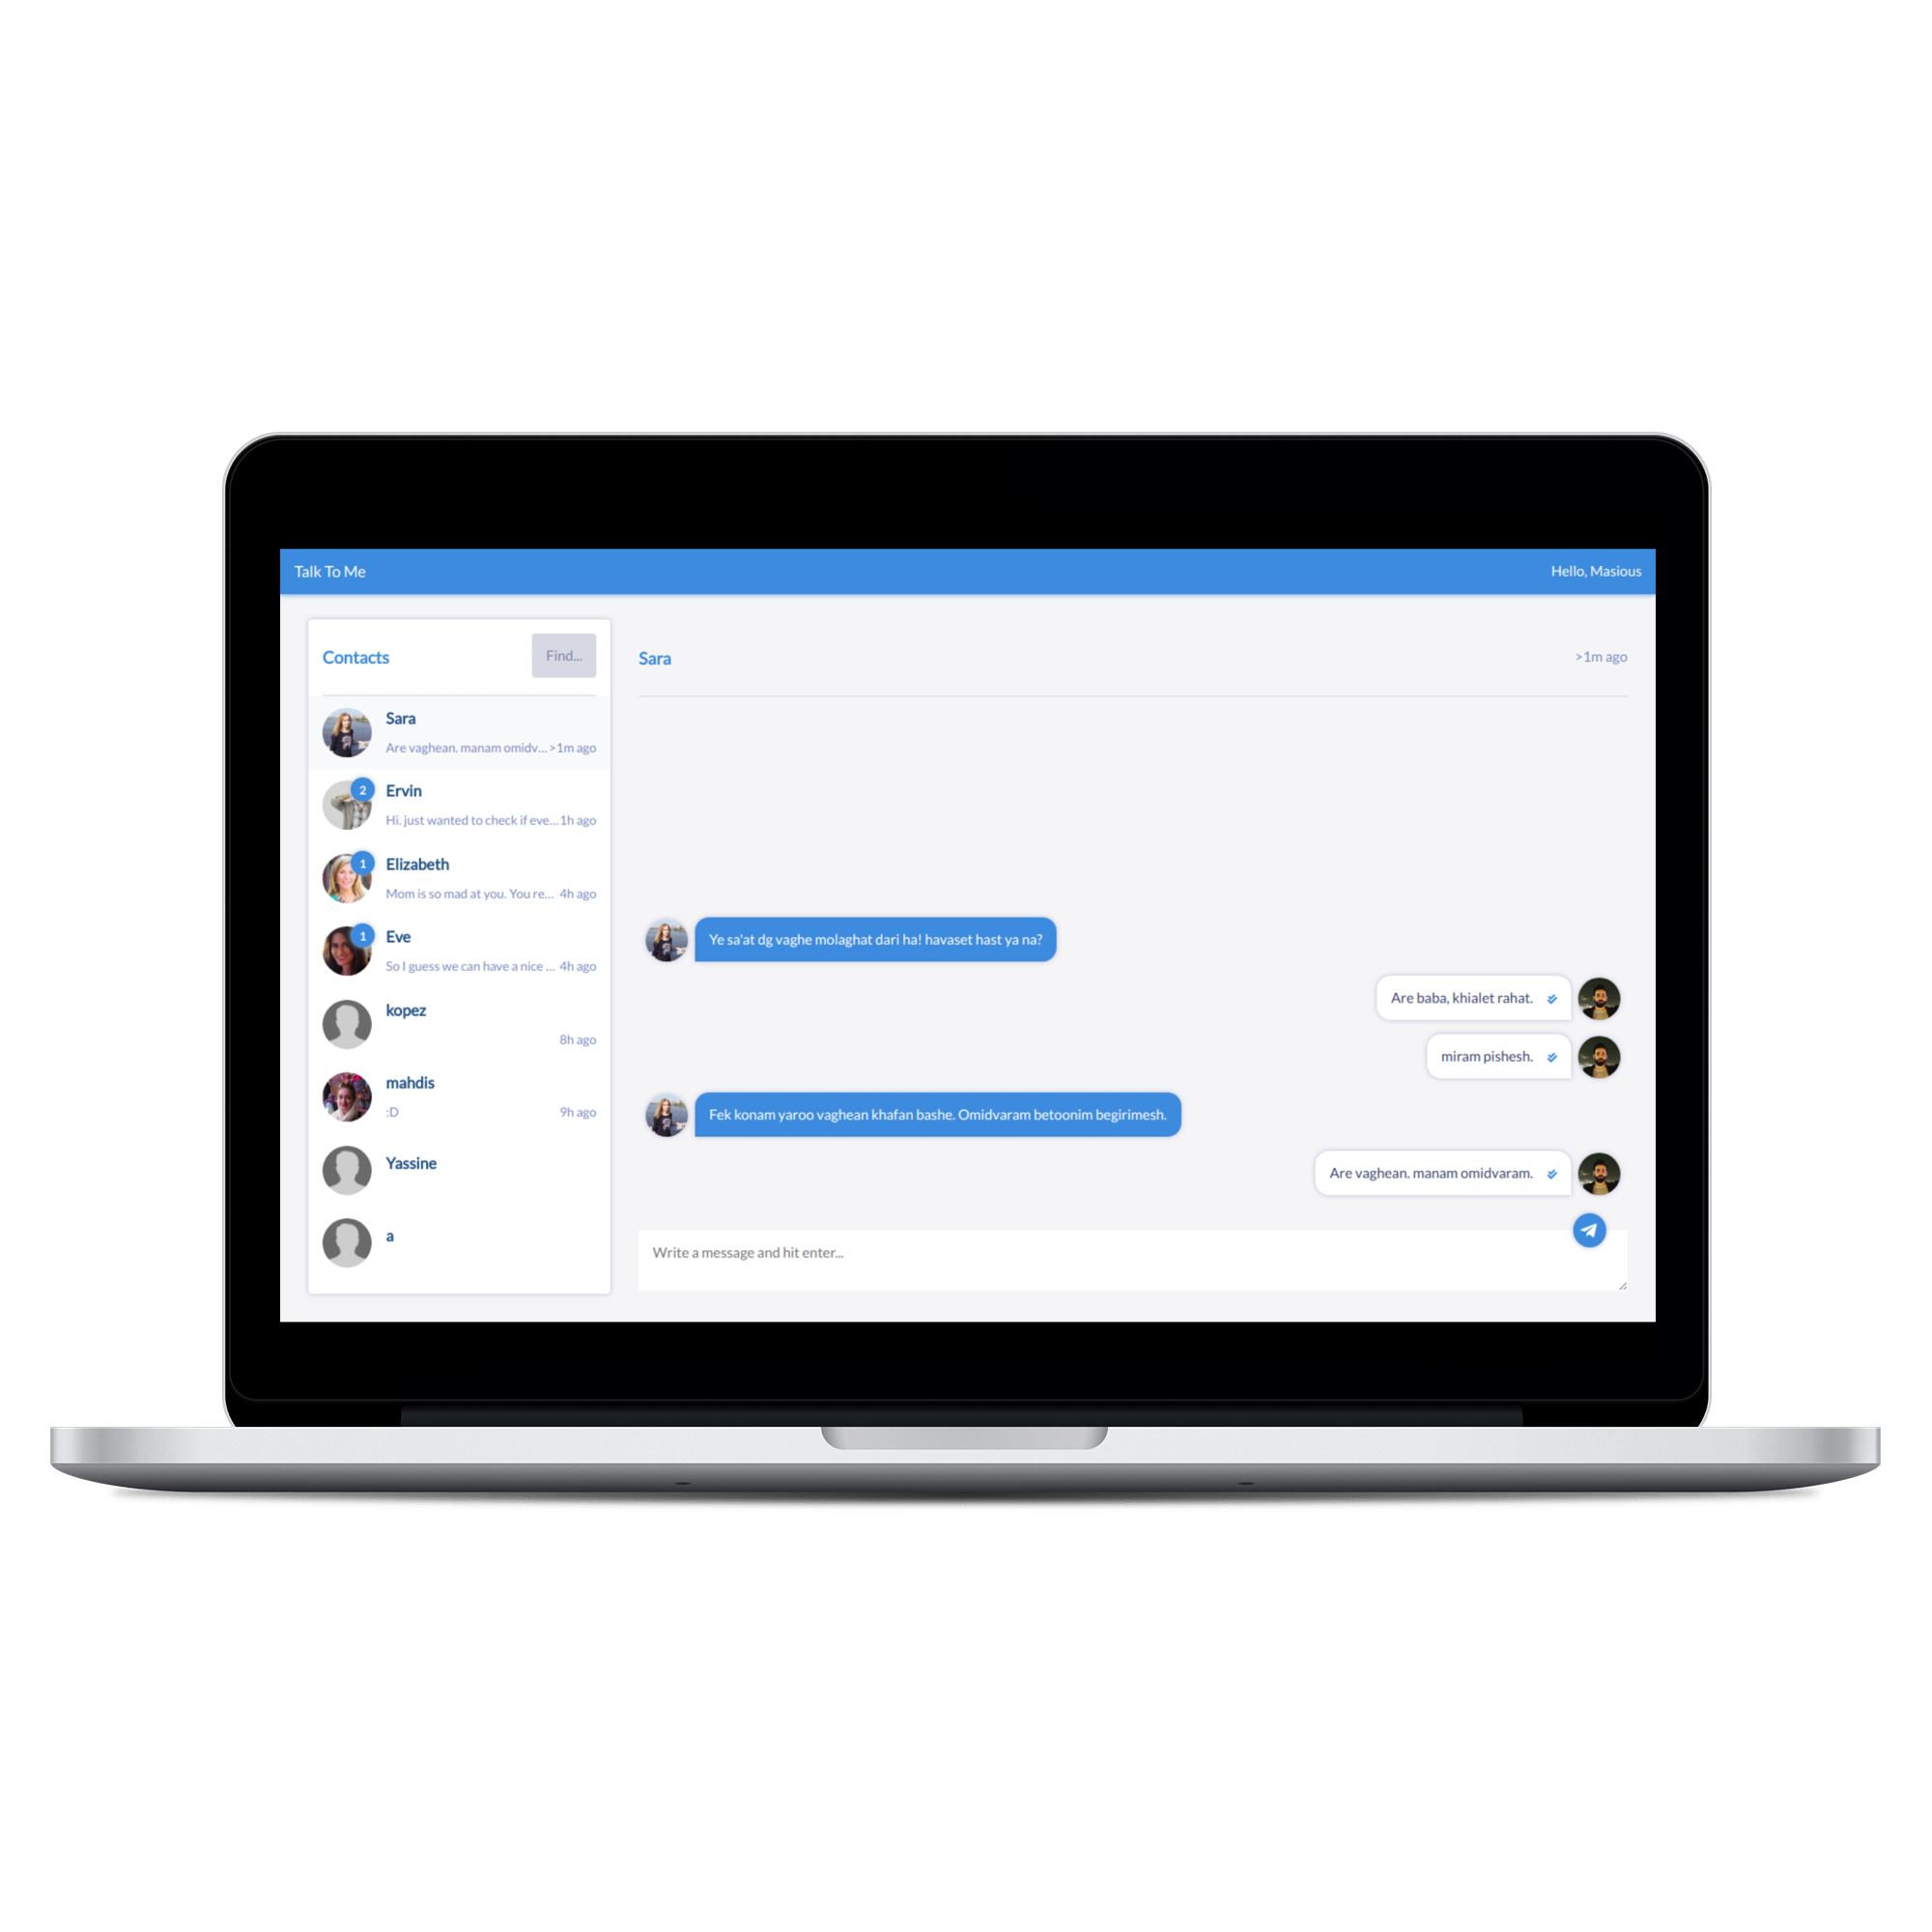 Talk To Me
Hello, Masious
Contacts
Find...
Sara
Are vaghean. manam omidv... >1m ago
2
Ervin
Hi. just wanted to check if eve... 1h ago
1
Elizabeth
Mom is so mad at you. You re... 4h ago
1
Eve
So I guess we can have a nice ... 4h ago
kopez
8h ago
mahdis
:D 9h ago
Yassine
a
Sara
>1m ago
Ye sa'at dg vaghe molaghat dari ha! havaset hast ya na?
Are baba, khialet rahat.
miram pishesh.
Fek konam yaroo vaghean khafan bashe. Omidvaram betoonim begirimesh.
Are vaghean. manam omidvaram.
Write a message and hit enter...